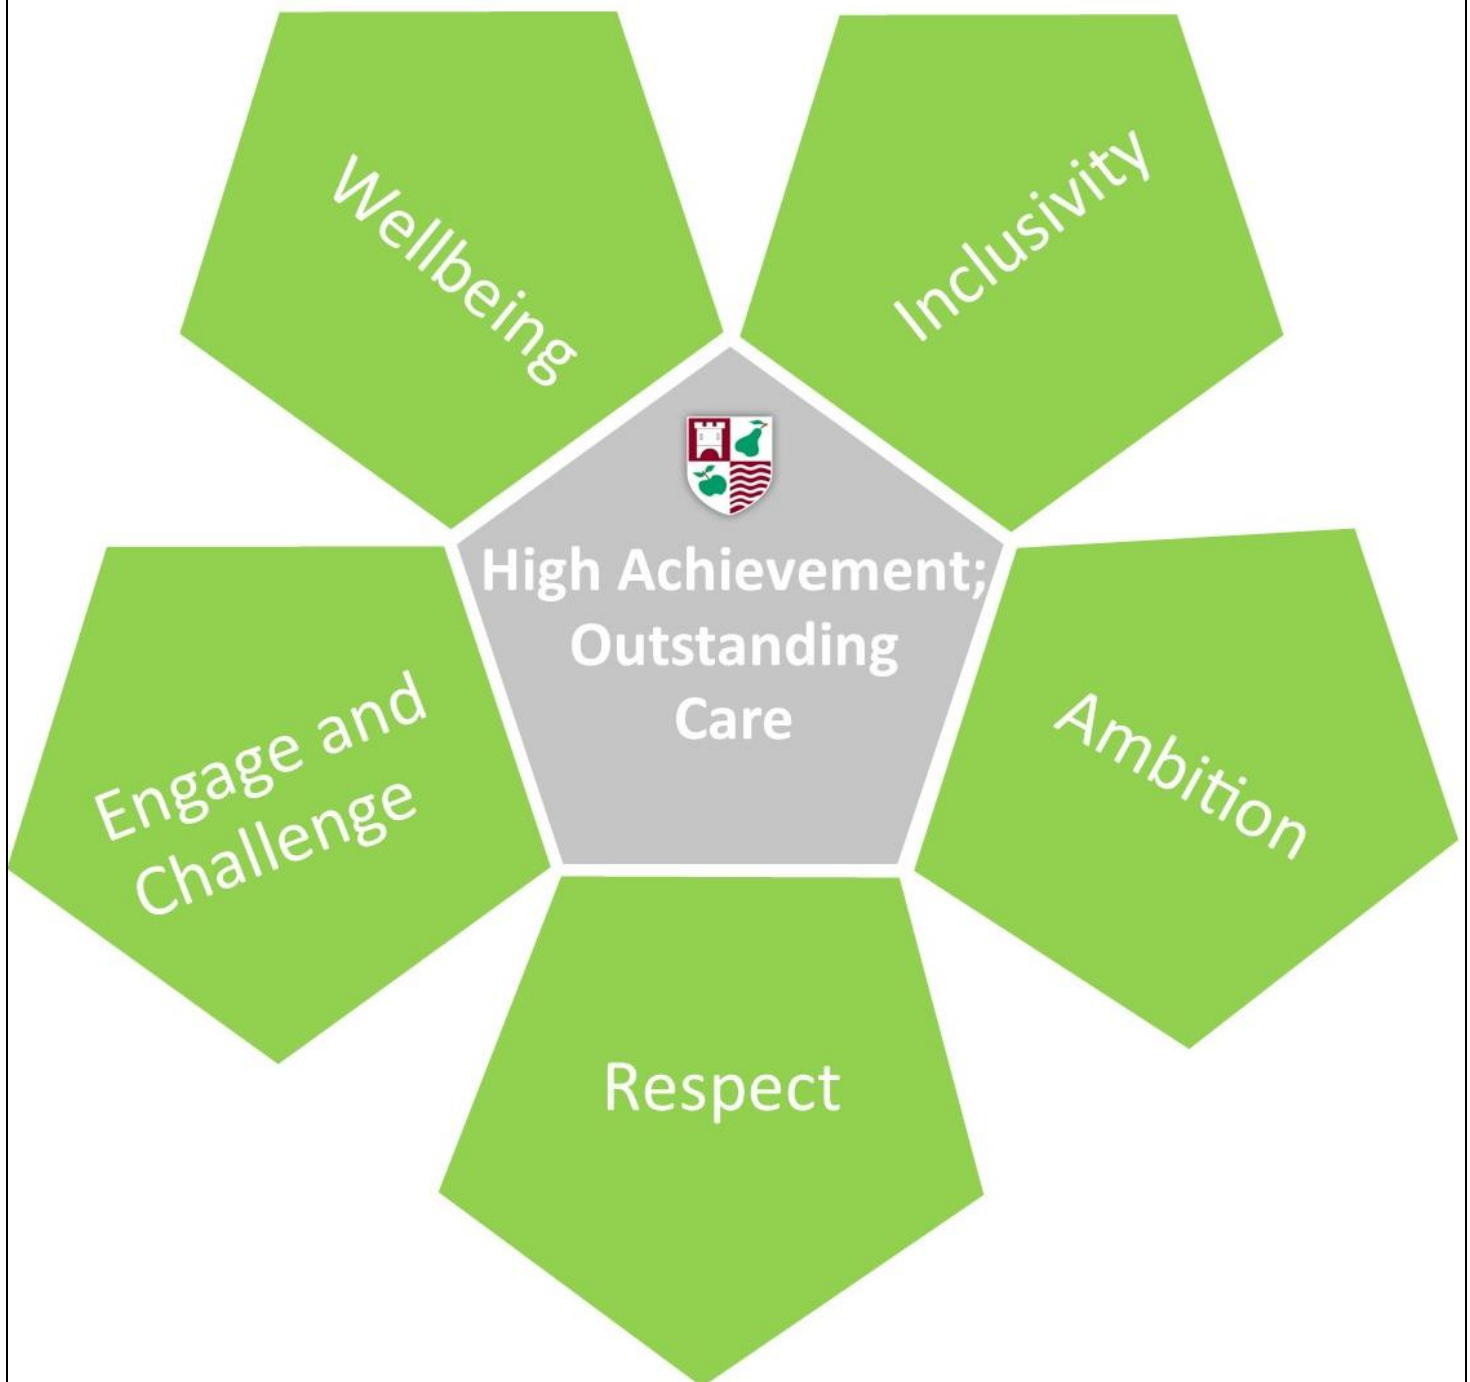 Wellbeing
Inclusivity
High Achievement;
Outstanding
Care
Engage and
Challenge
Ambition
Respect